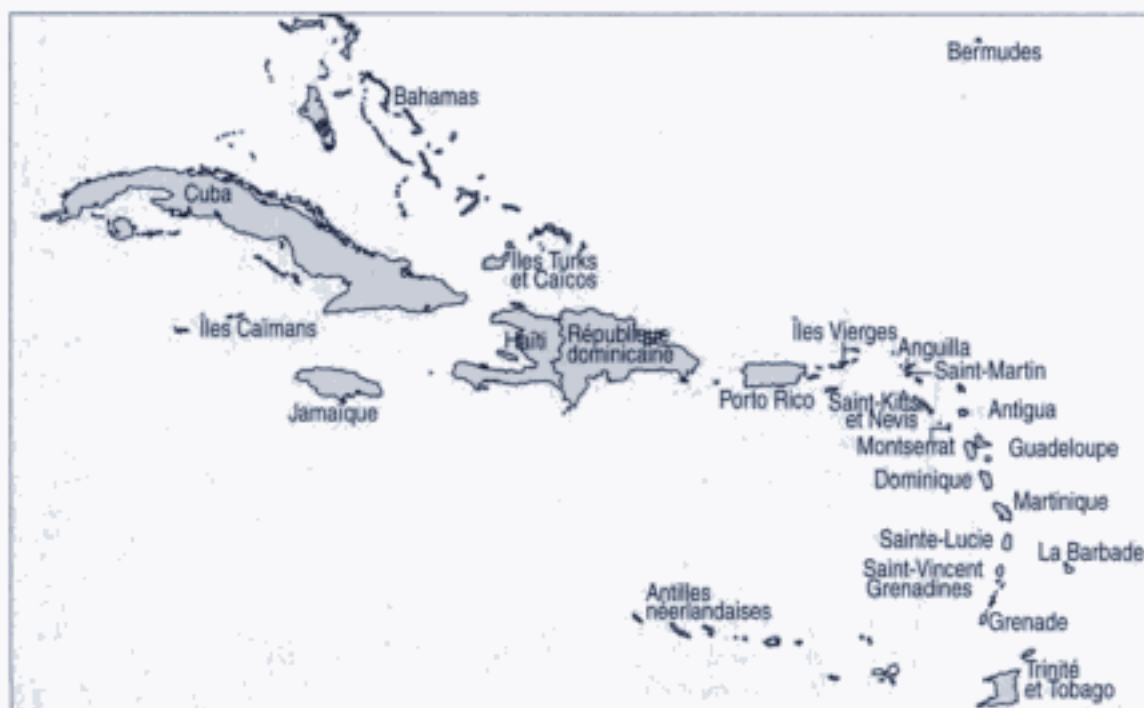 Bermudes
Bahamas
Cuba
Îles Turks
et Caïcos
Îles Caïmans
Haïti
République
dominicaine
Îles Vierges
Anguilla
Saint-Martin
Jamaïque
Porto Rico
Saint-Kitts
et Nevis
Antigua
Montserrat
Guadeloupe
Dominique
Martinique
Sainte-Lucie
La Barbade
Saint-Vincent
Grenadines
Antilles
néerlandaises
Grenade
Trinité
et Tobago